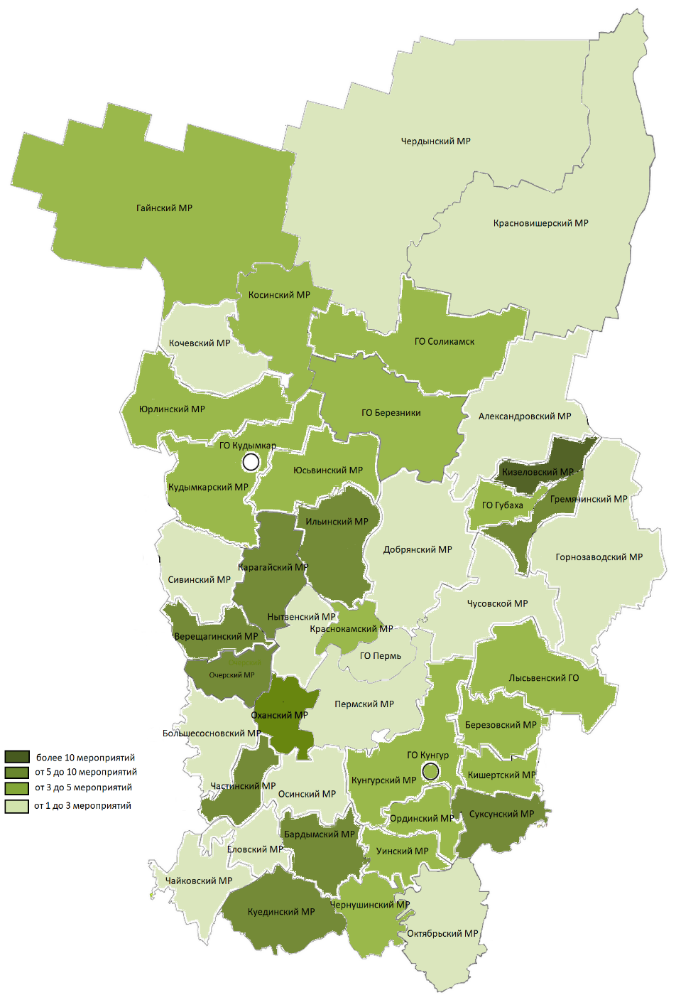 Чердынский МР
Гайнский МР
Красновишерский МР
Косинский МР
Кочевский МР
ГО Соликамск
Юрлинский МР
ГО Березники
Александровский МР
ГО Кудымкар
Юсьвинский МР
Кизеловский МР
Кудымкарский МР
Гремячинский МР
ГО Губаха
Ильинский МР
Добрянский МР
Горнозаводский МР
Карагайский МР
Сивинский МР
Чусовской МР
Нытвенский МР
Краснокамский МР
Верещагинский МР
ГО Пермь
Очерский
Очерский МР
Лысьвенский ГО
Пермский МР
Оханский МР
Березовский МР
Большесосновский МР
ГО Кунгур
более 10 мероприятий
от 5 до 10 мероприятий
от 3 до 5 мероприятий
от 1 до 3 мероприятий
Кишертский МР
Кунгурский МР
Частинский МР
Осинский МР
Суксунский МР
Ординский МР
Бардымский МР
Еловский МР
Уинский МР
Чайковский МР
Чернушинский МР
Куединский МР
Октябрьский МР